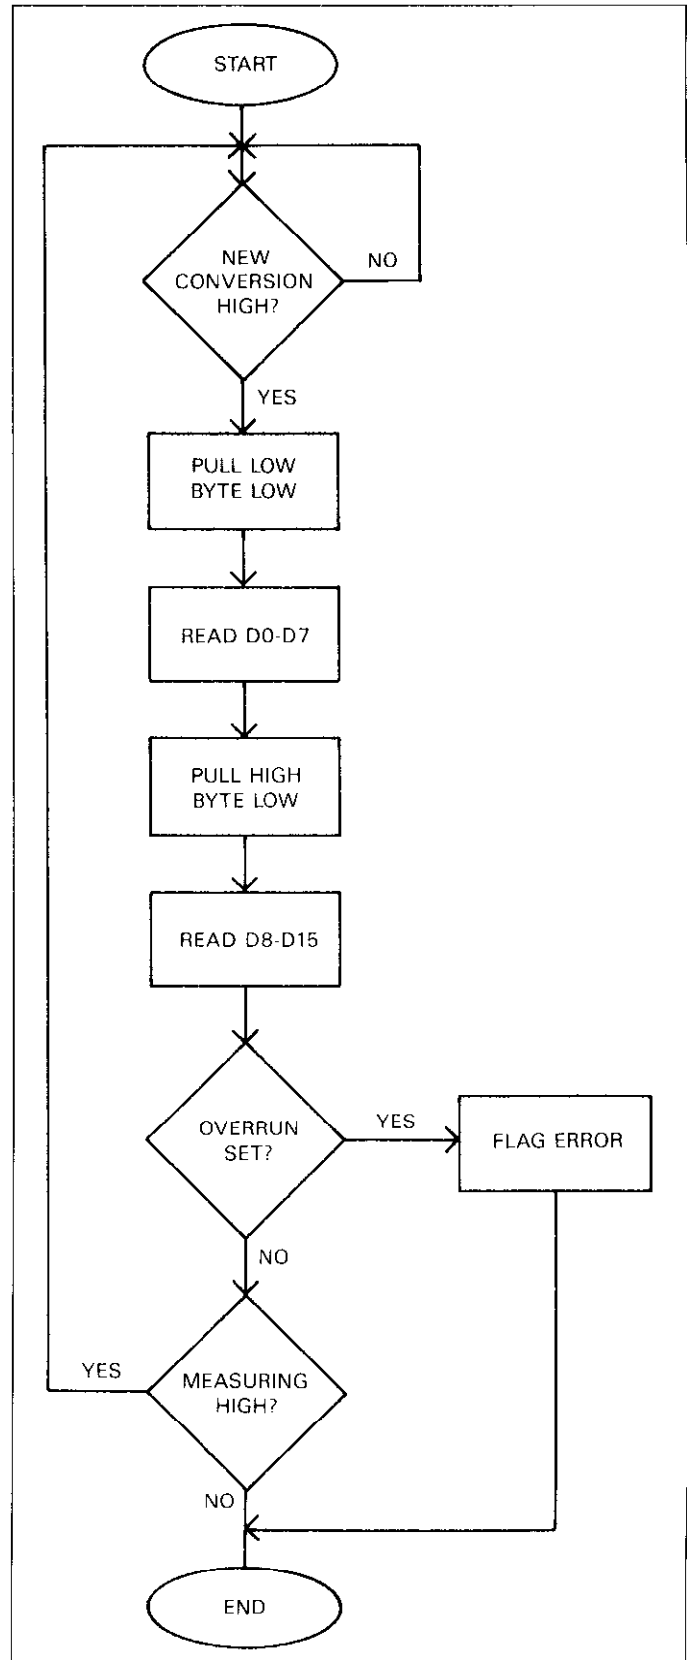 START
NEW
CONVERSION
HIGH?
NO
YES
PULL LOW
BYTE LOW
READ D0-D7
PULL HIGH
BYTE LOW
READ D8-D15
OVERRUN
SET?
YES
FLAG ERROR
NO
YES
MEASURING
HIGH?
NO
END